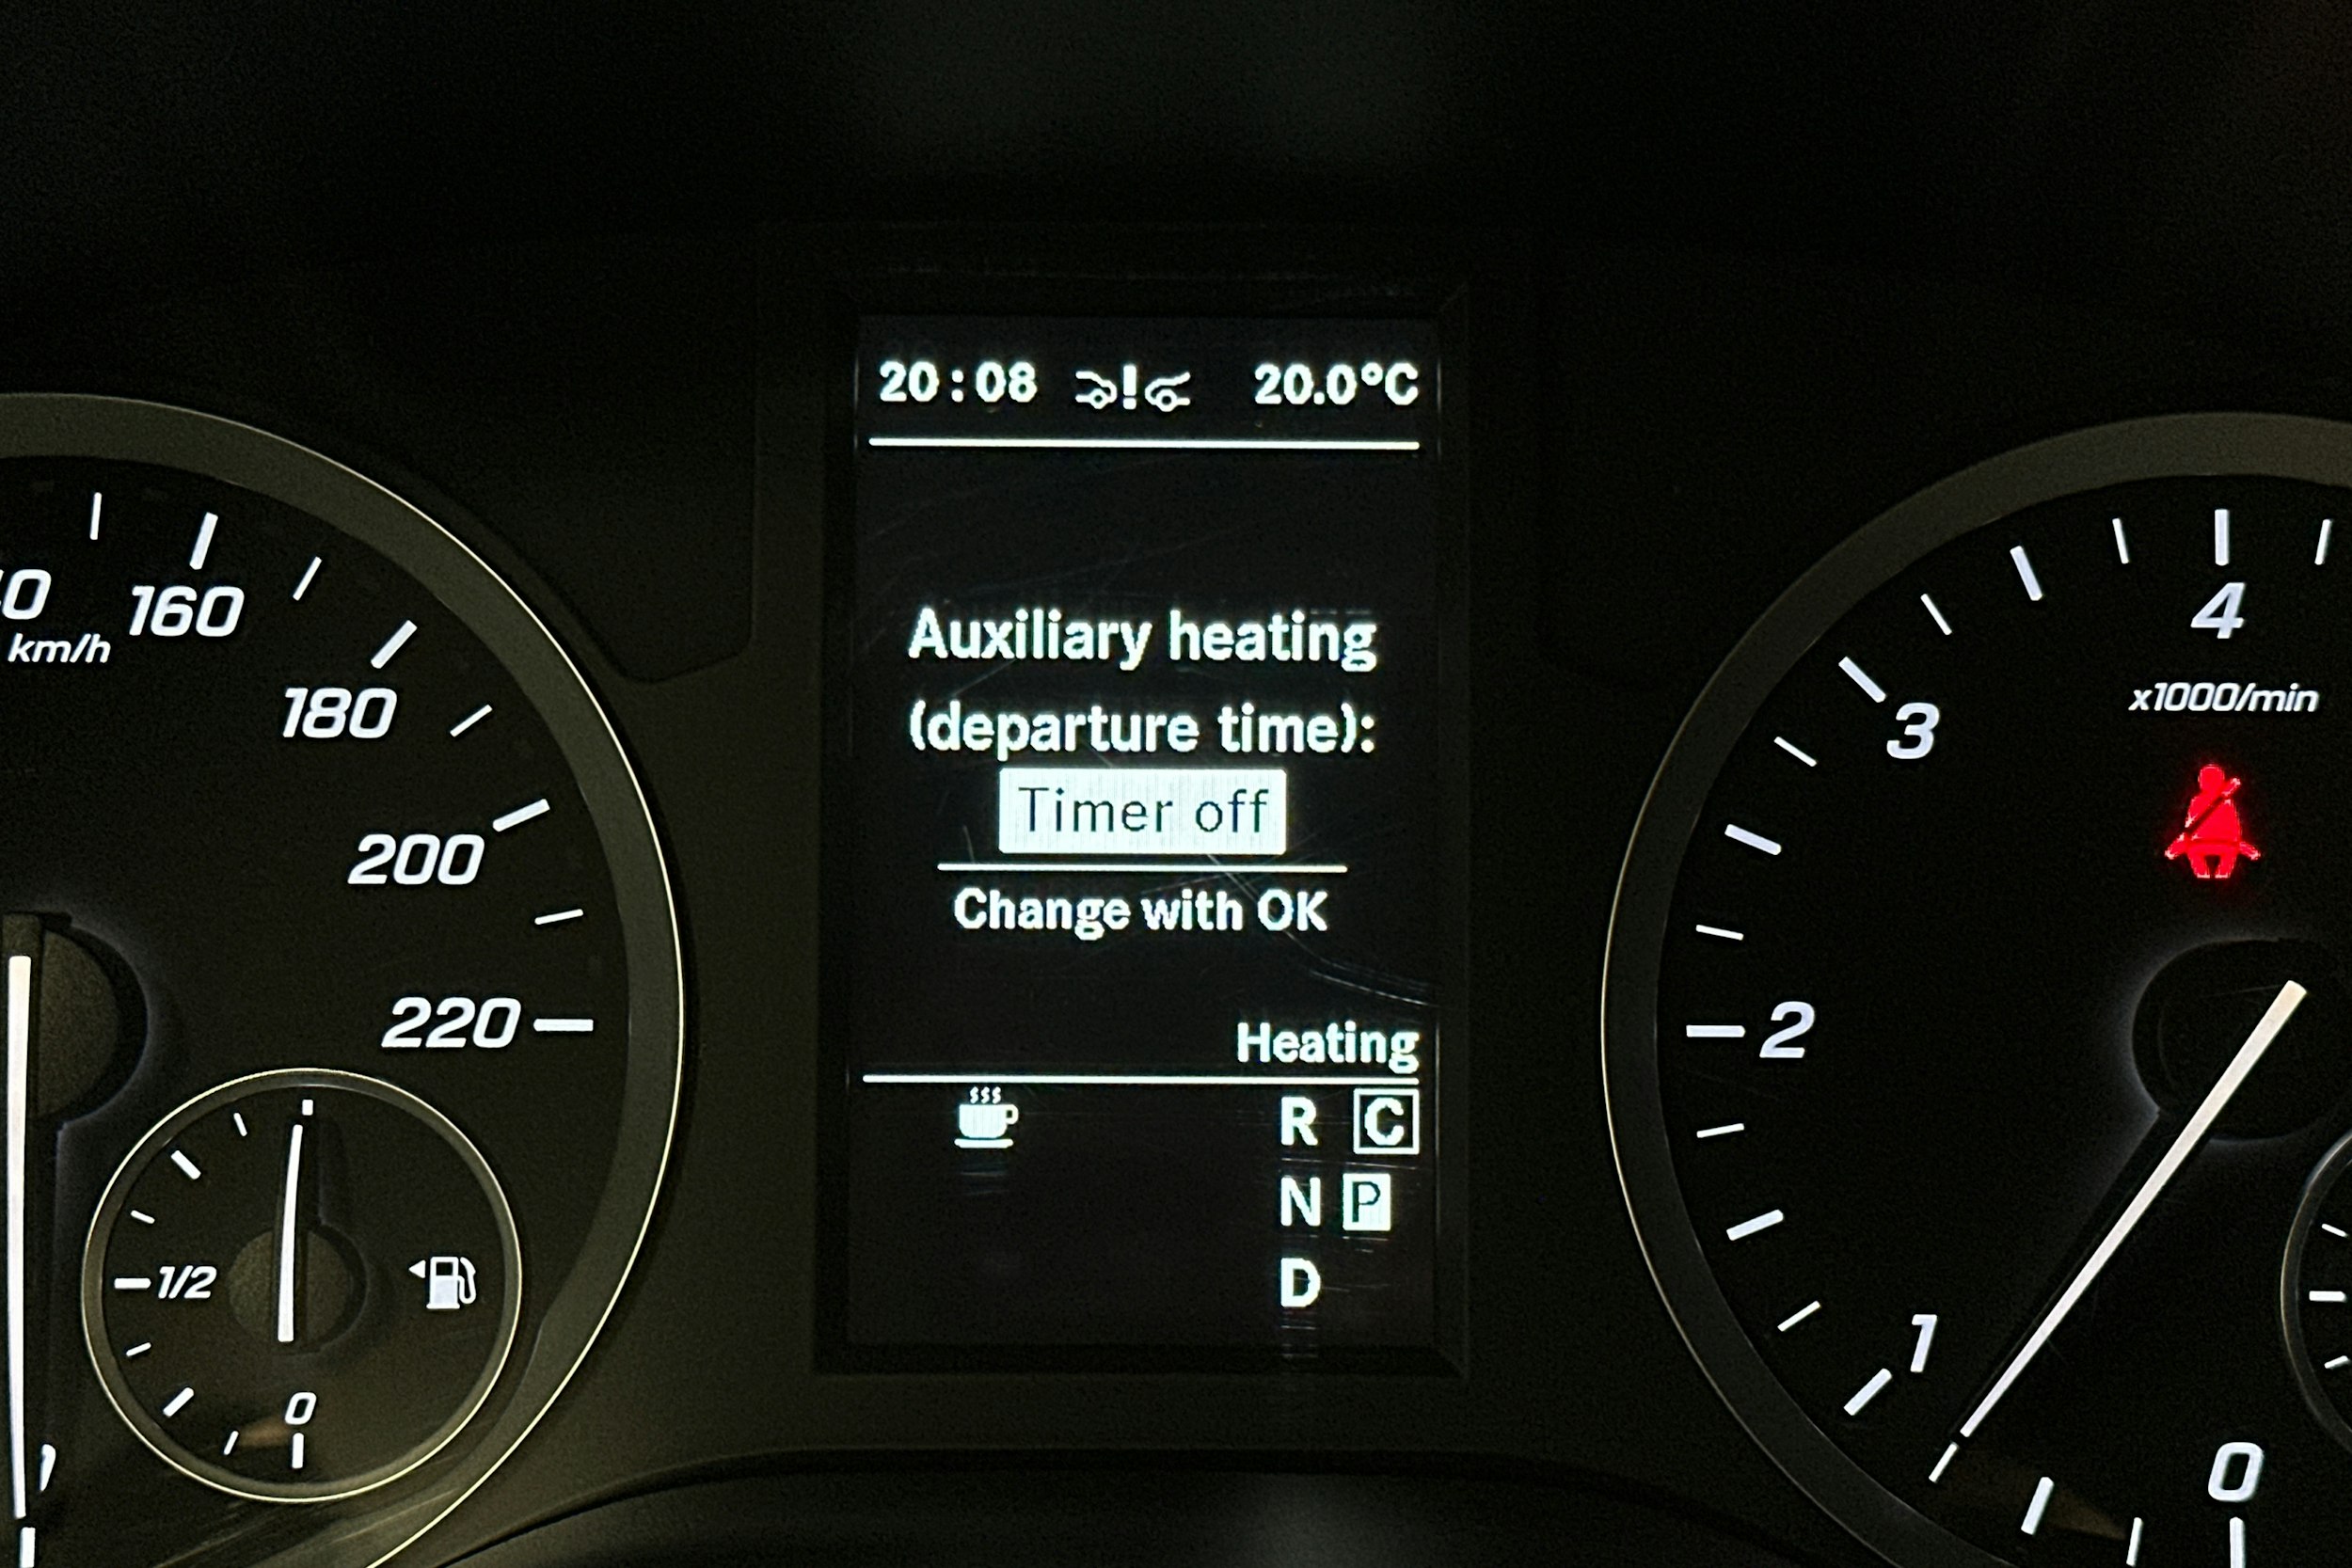 20:08 20.0°C
160
km/h
180
200
220
1/2
0
Auxiliary heating
(departure time):
Timer off
Change with OK
Heating
R C
N P
D
4
x1000/min
3
2
1
0